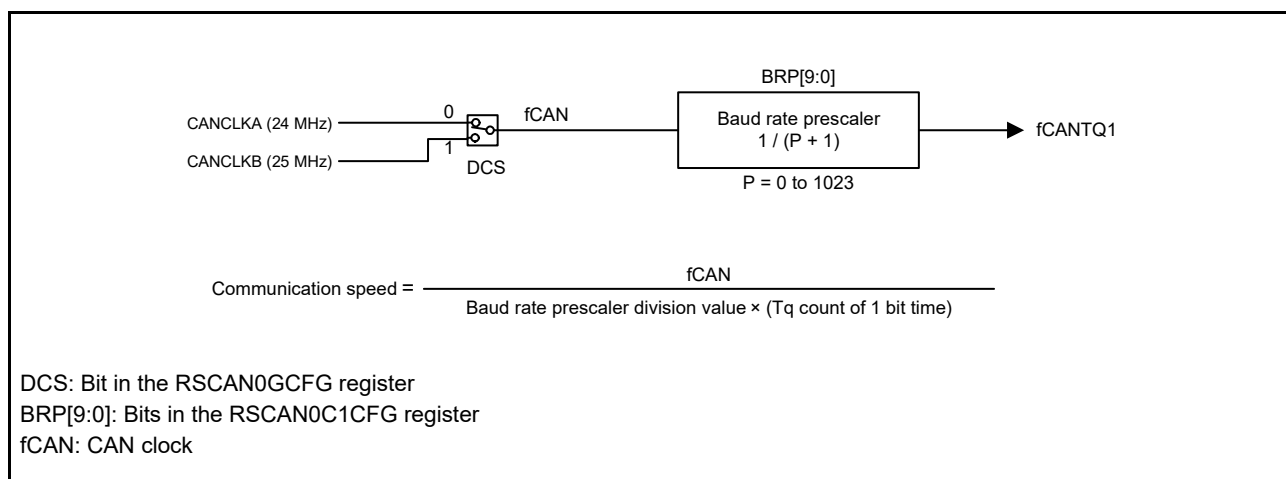 BRP[9:0]
CANCLKA (24 MHz)
0
fCAN
Baud rate prescaler
1 / (P + 1)
fCANTQ1
CANCLKB (25 MHz)
1
DCS
P = 0 to 1023
Communication speed =
fCAN
Baud rate prescaler division value × (Tq count of 1 bit time)
DCS: Bit in the RSCAN0GCFG register
BRP[9:0]: Bits in the RSCAN0C1CFG register
fCAN: CAN clock